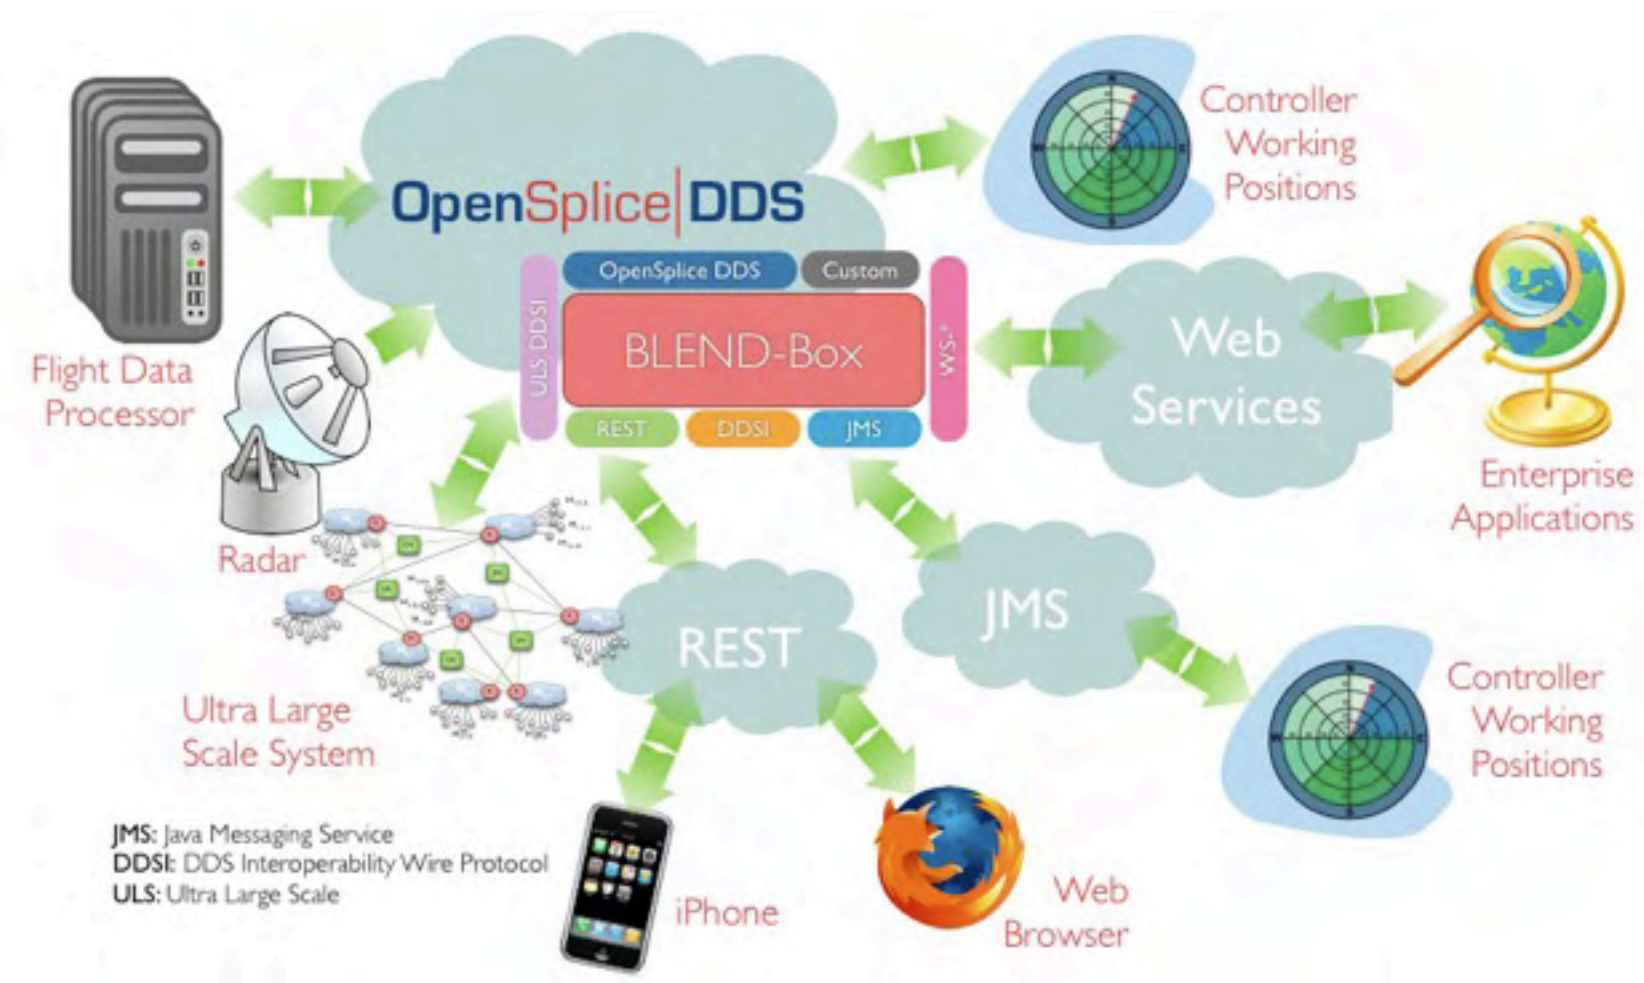 OpenSplice|DDS
Controller
Working
Positions
OpenSplice DDS
Custom
ULS DDSI
BLEND-Box
WS-*
REST
DDSI
JMS
Web
Services
Flight Data
Processor
Radar
Enterprise
Applications
REST
JMS
Ultra Large
Scale System
Controller
Working
Positions
JMS: Java Messaging Service
DDSI: DDS Interoperability Wire Protocol
ULS: Ultra Large Scale
iPhone
Web
Browser